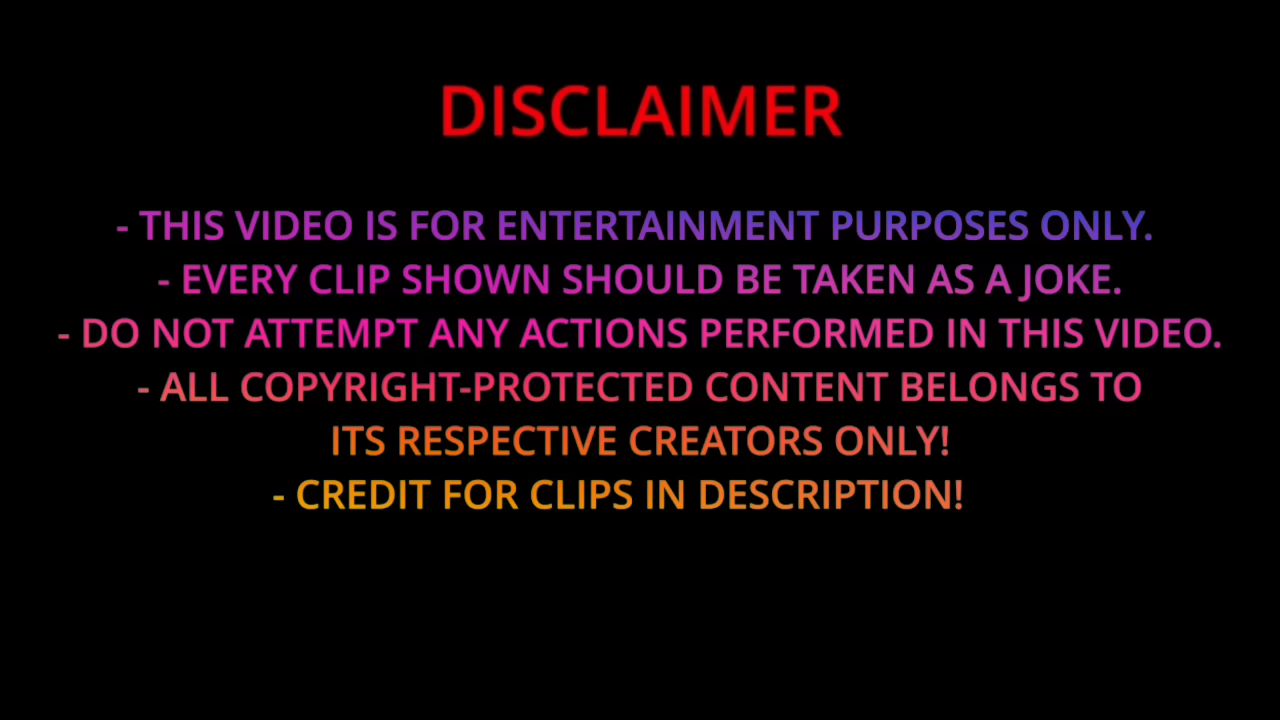 DISCLAIMER
- THIS VIDEO IS FOR ENTERTAINMENT PURPOSES ONLY.
- EVERY CLIP SHOWN SHOULD BE TAKEN AS A JOKE.
- DO NOT ATTEMPT ANY ACTIONS PERFORMED IN THIS VIDEO.
- ALL COPYRIGHT-PROTECTED CONTENT BELONGS TO
ITS RESPECTIVE CREATORS ONLY!
- CREDIT FOR CLIPS IN DESCRIPTION!